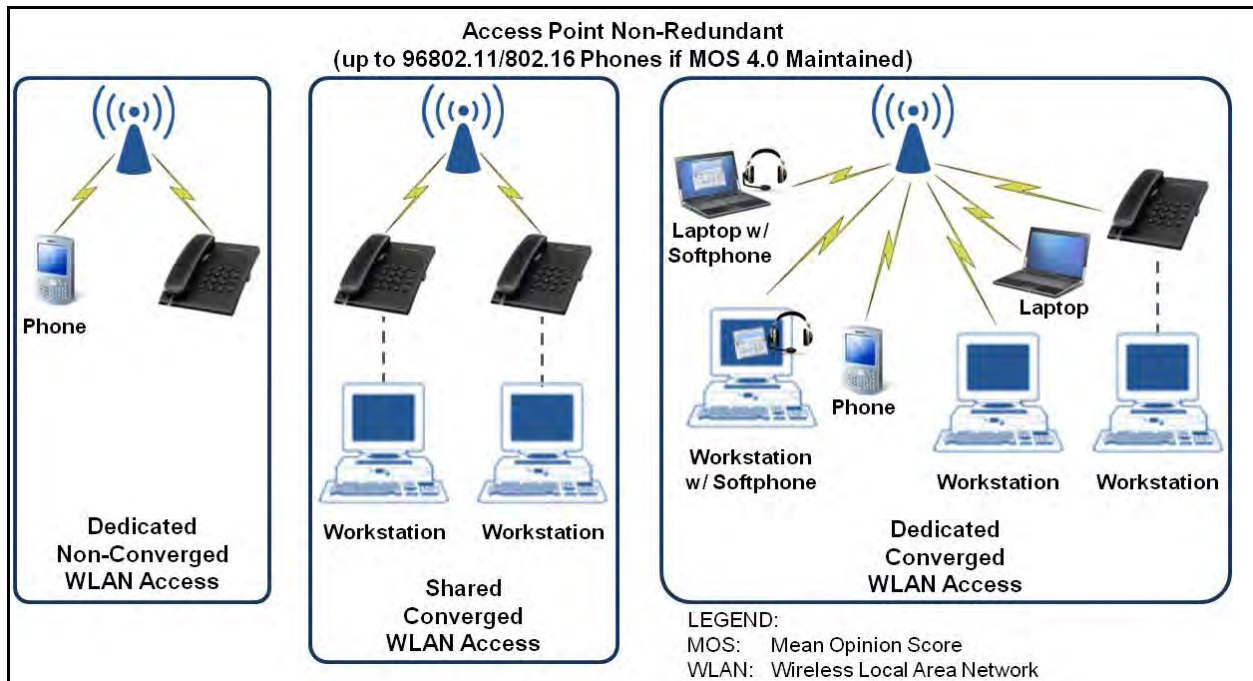 Access Point Non-Redundant
(up to 96802.11/802.16 Phones if MOS 4.0 Maintained)
Phone
Dedicated
Non-Converged
WLAN Access
Workstation
Workstation
Shared
Converged
WLAN Access
Laptop w/
Softphone
Laptop
Workstation
w/ Softphone
Phone
Workstation
Workstation
Dedicated
Converged
WLAN Access
LEGEND:
MOS: Mean Opinion Score
WLAN: Wireless Local Area Network